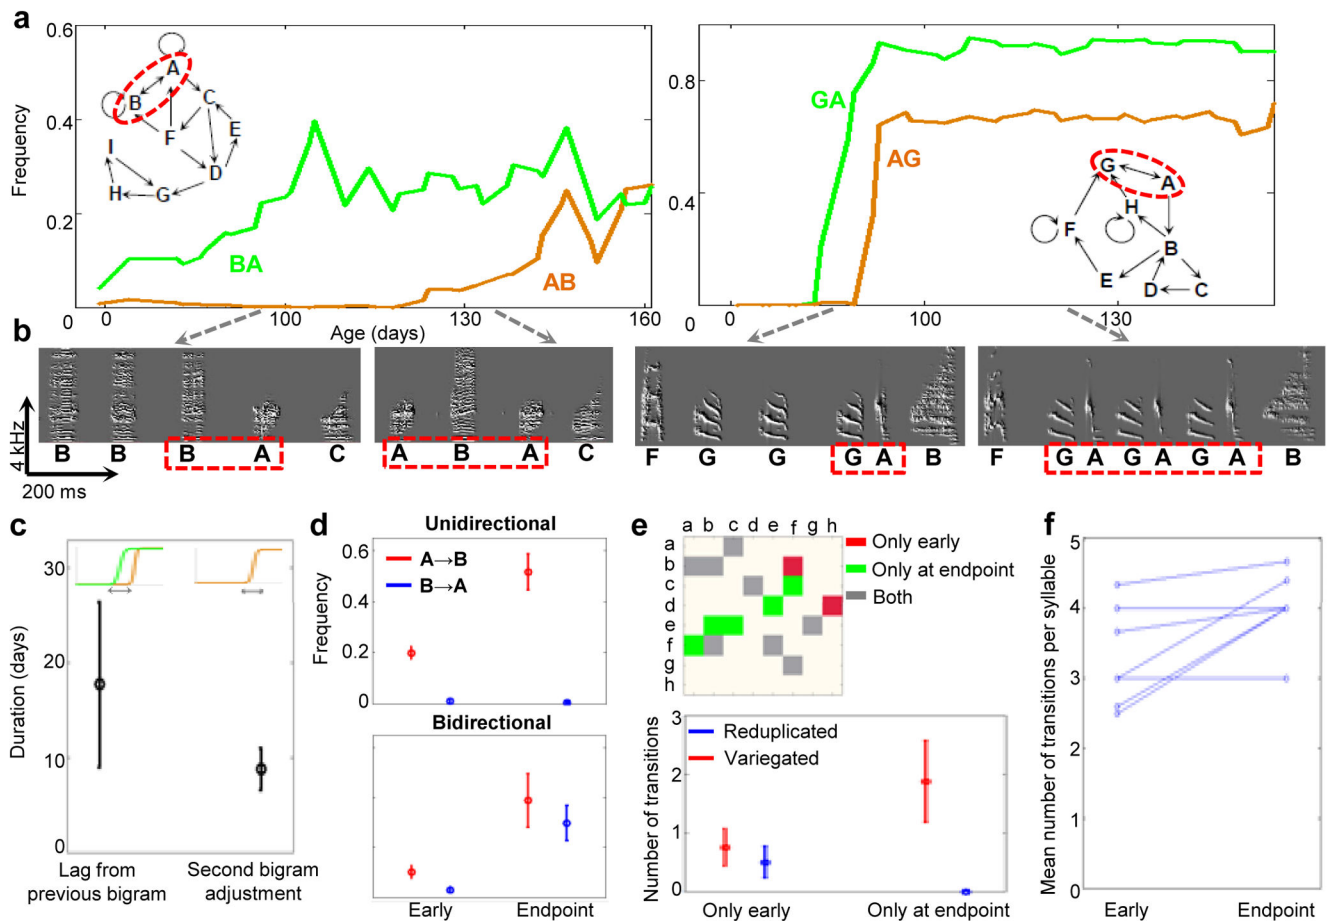 a
0.6
0.4
0.2
0
Frequency
A
B
C
F
E
I
D
H
G
BA
AB
0
100
130
160
Age (days)
0.8
0.4
0
GA
AG
G
A
H
F
B
E
D
C
0
100
130
b
4 kHz
200 ms
B B B A C
A B A C
F G G G A B
F G A G A G A B
c
Duration (days)
30
20
10
0
Lag from
previous bigram
Second bigram
adjustment
d
Unidirectional
Frequency
0.6
0.4
0.2
0
A→B
B→A
Bidirectional
Early
Endpoint
e
a b c d e f g h
a
b
c
d
e
f
g
h
Only early
Only at endpoint
Both
Number of transitions
3
2
1
0
Reduplicated
Variegated
Only early
Only at endpoint
f
Mean number of transitions per syllable
5
4
3
2
1
0
Early
Endpoint